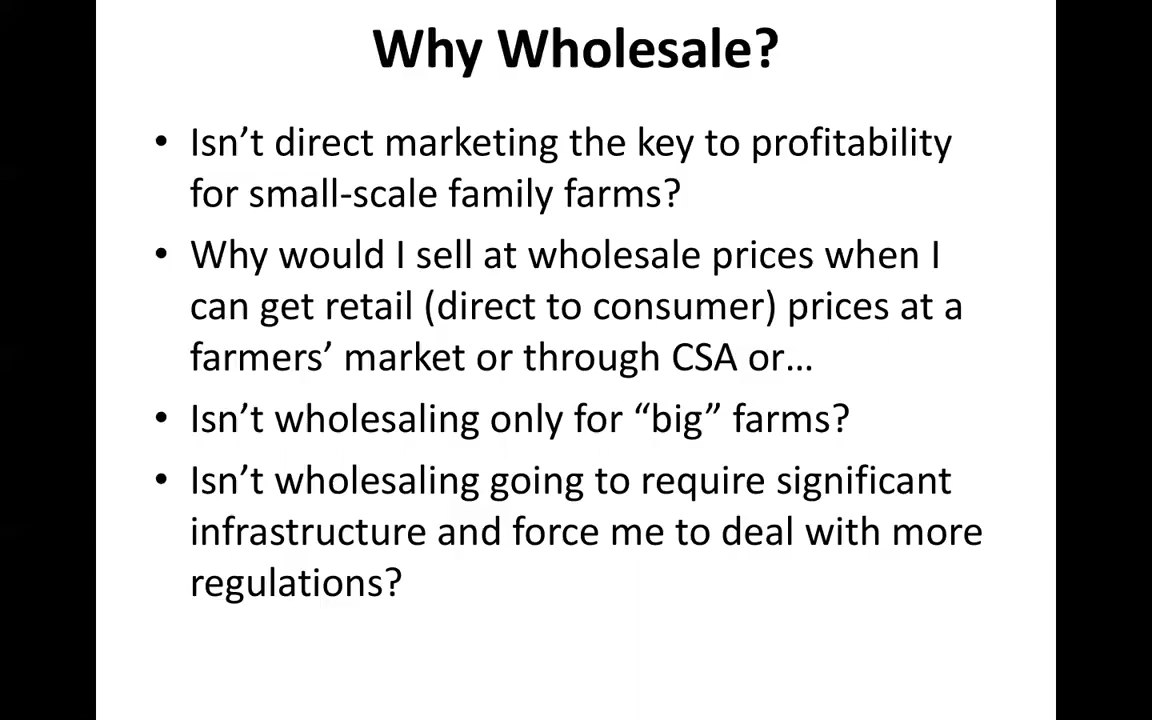 Why Wholesale?
• Isn’t direct marketing the key to profitability
for small-scale family farms?
• Why would I sell at wholesale prices when I
can get retail (direct to consumer) prices at a
farmers’ market or through CSA or…
• Isn’t wholesaling only for “big” farms?
• Isn’t wholesaling going to require significant
infrastructure and force me to deal with more
regulations?